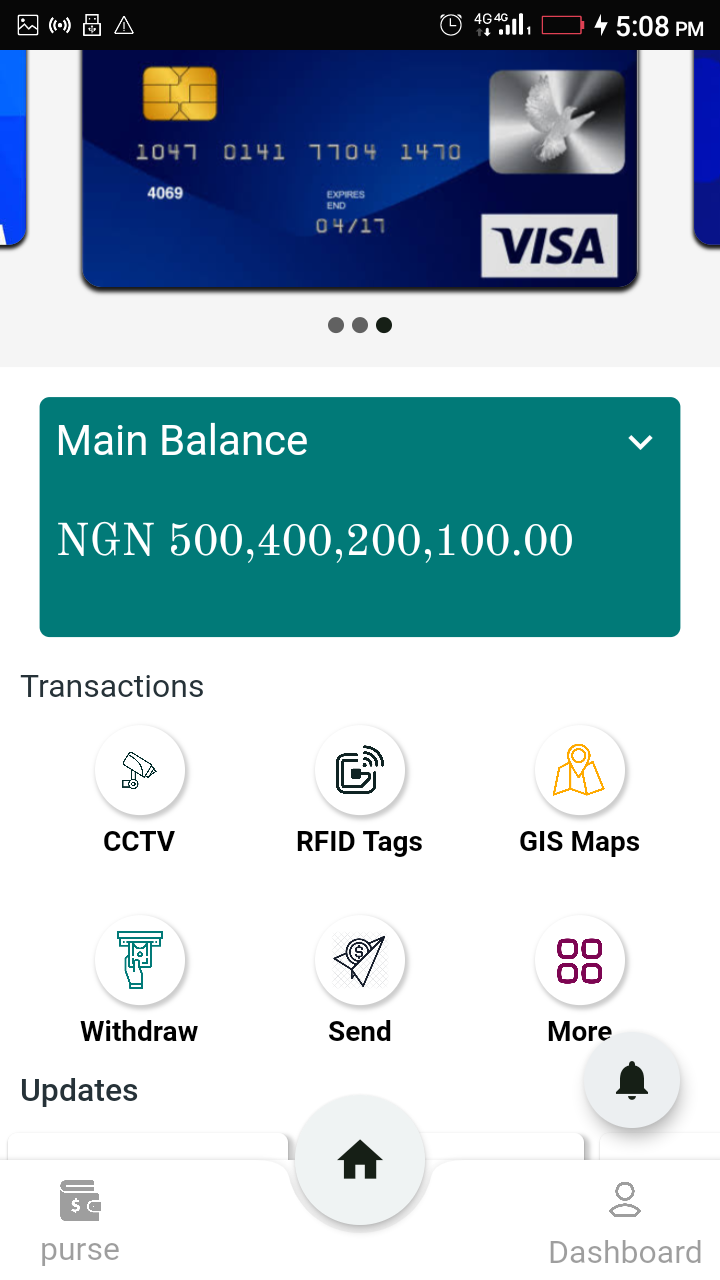 4G 4G 1 5:08 PM
1047 0141 7704 1470
4069
EXPIRES
END
04/17
VISA
Main Balance
NGN 500,400,200,100.00
Transactions
CCTV RFID Tags GIS Maps
Withdraw Send More
Updates
purse Dashboard